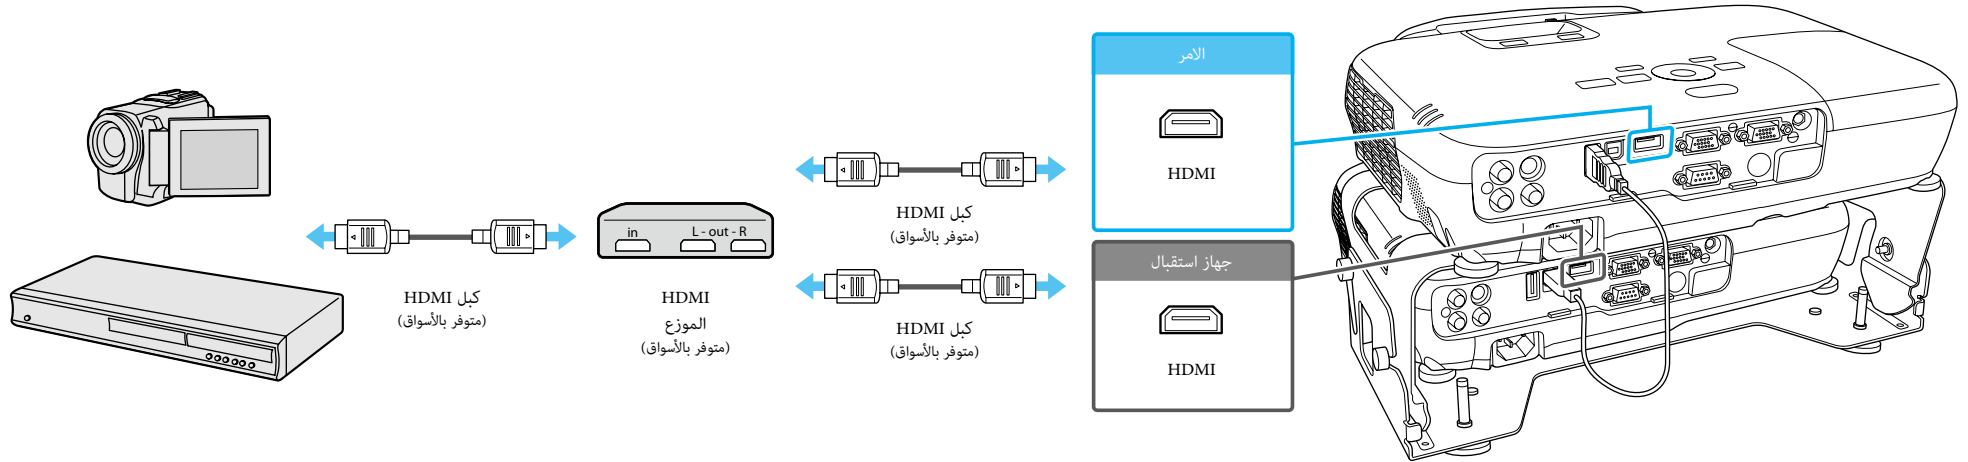 الامر
HDMI
كبل HDMI
(متوفر بالأسواق)
in
L - out - R
جهاز استقبال
كبل HDMI
(متوفر بالأسواق)
HDMI
الموزع
(متوفر بالأسواق)
كبل HDMI
(متوفر بالأسواق)
HDMI